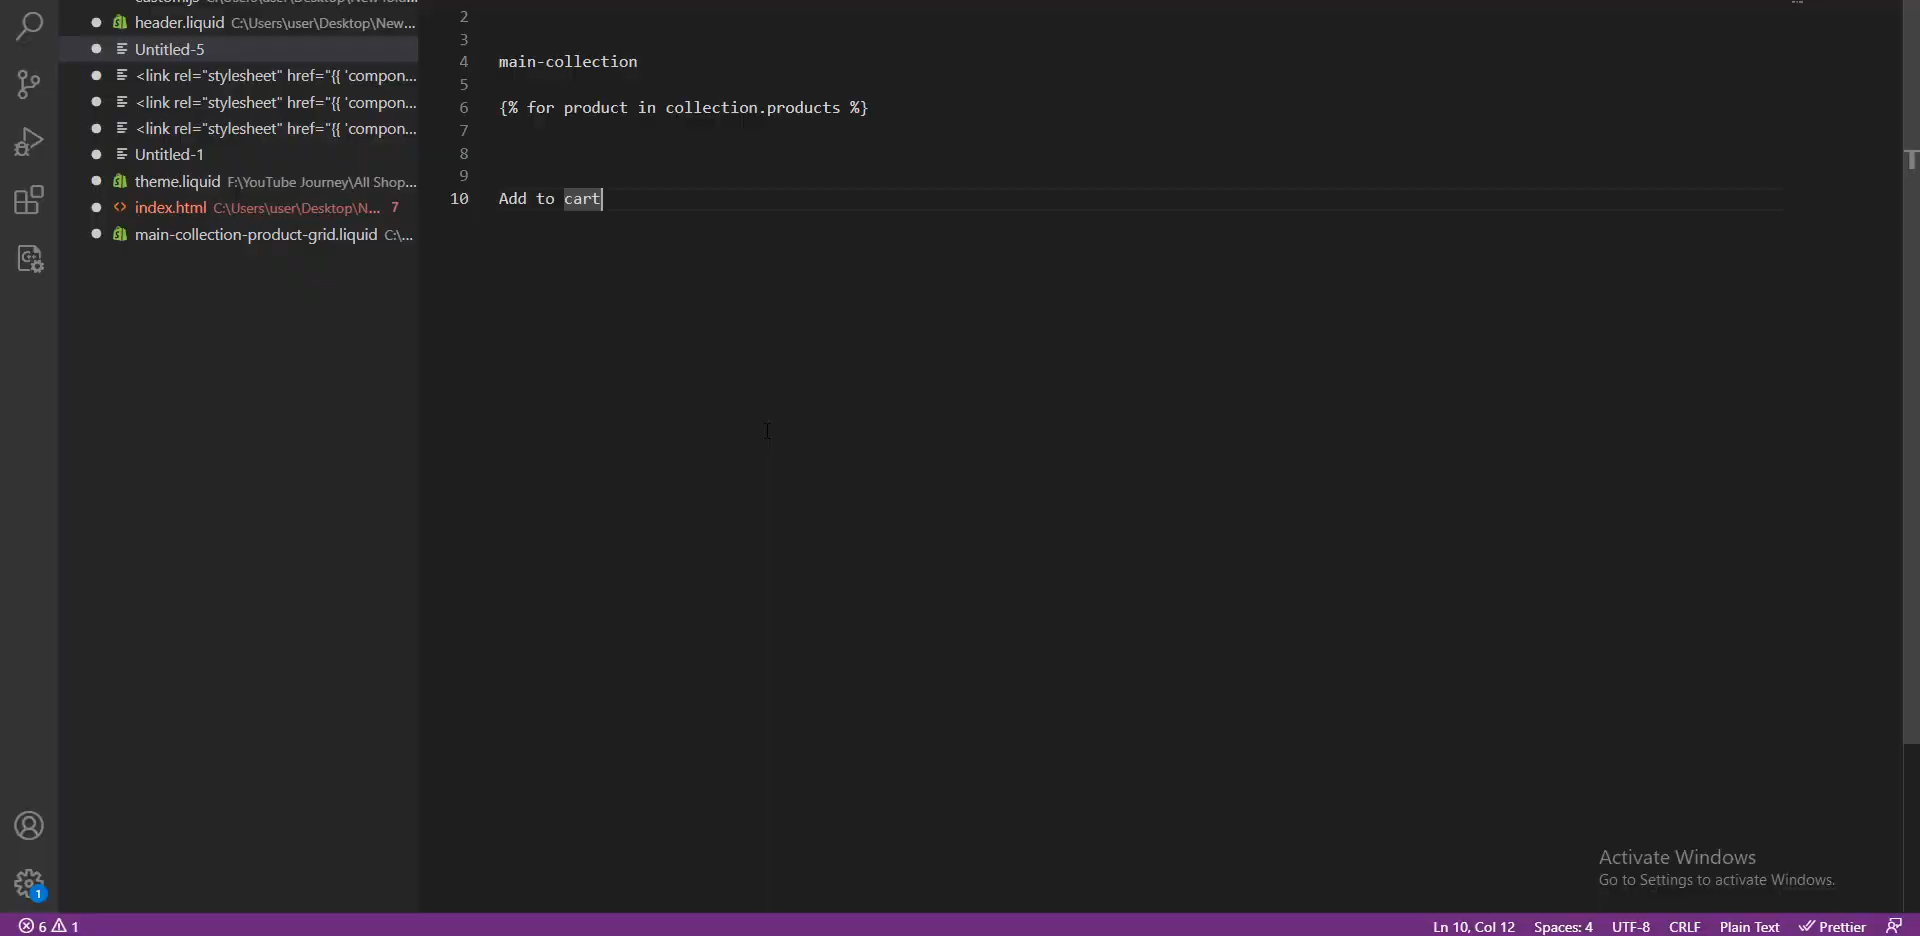 header.liquid C:\Users\user\Desktop\New...
Untitled-5
<link rel="stylesheet" href="{{ 'compon...
<link rel="stylesheet" href="{{ 'compon...
<link rel="stylesheet" href="{{ 'compon...
Untitled-1
theme.liquid F:\YouTube Journey\All Shop...
index.html C:\Users\user\Desktop\N... 7
main-collection-product-grid.liquid C:\...
2
3
4 main-collection
5
6 {% for product in collection.products %}
7
8
9
10 Add to cart
1
Activate Windows
Go to Settings to activate Windows.
6 1 Ln 10, Col 12 Spaces: 4 UTF-8 CRLF Plain Text Prettier